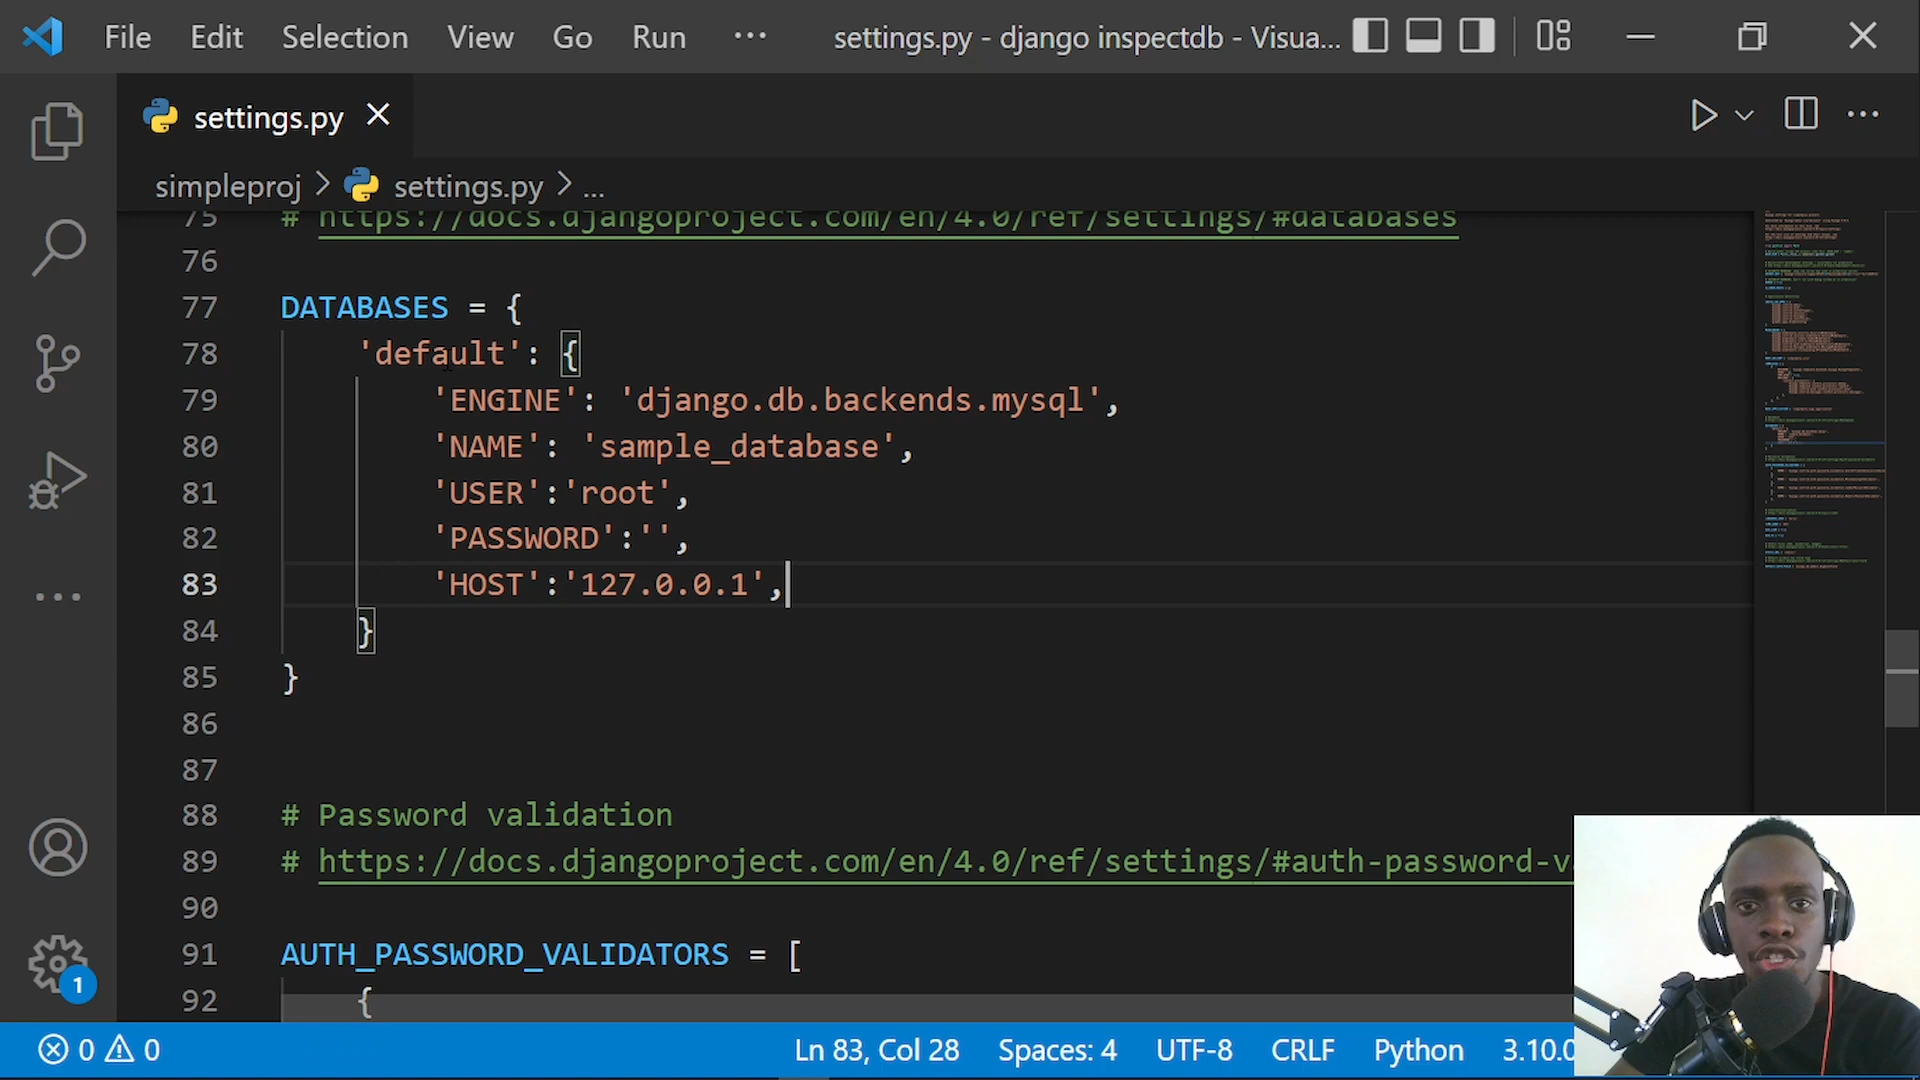 File Edit Selection View Go Run ··· settings.py - django inspectdb - Visua...
settings.py
simpleproj > settings.py > ...
75 # https://docs.djangoproject.com/en/4.0/ref/settings/#databases
76
77 DATABASES = {
78 'default': {
79 'ENGINE': 'django.db.backends.mysql',
80 'NAME': 'sample_database',
81 'USER':'root',
82 'PASSWORD':'',
83 'HOST':'127.0.0.1',
84 }
85 }
86
87
88 # Password validation
89 # https://docs.djangoproject.com/en/4.0/ref/settings/#auth-password-v
90
91 AUTH_PASSWORD_VALIDATORS = [
92 {
1
0 0 Ln 83, Col 28 Spaces: 4 UTF-8 CRLF Python 3.10.0